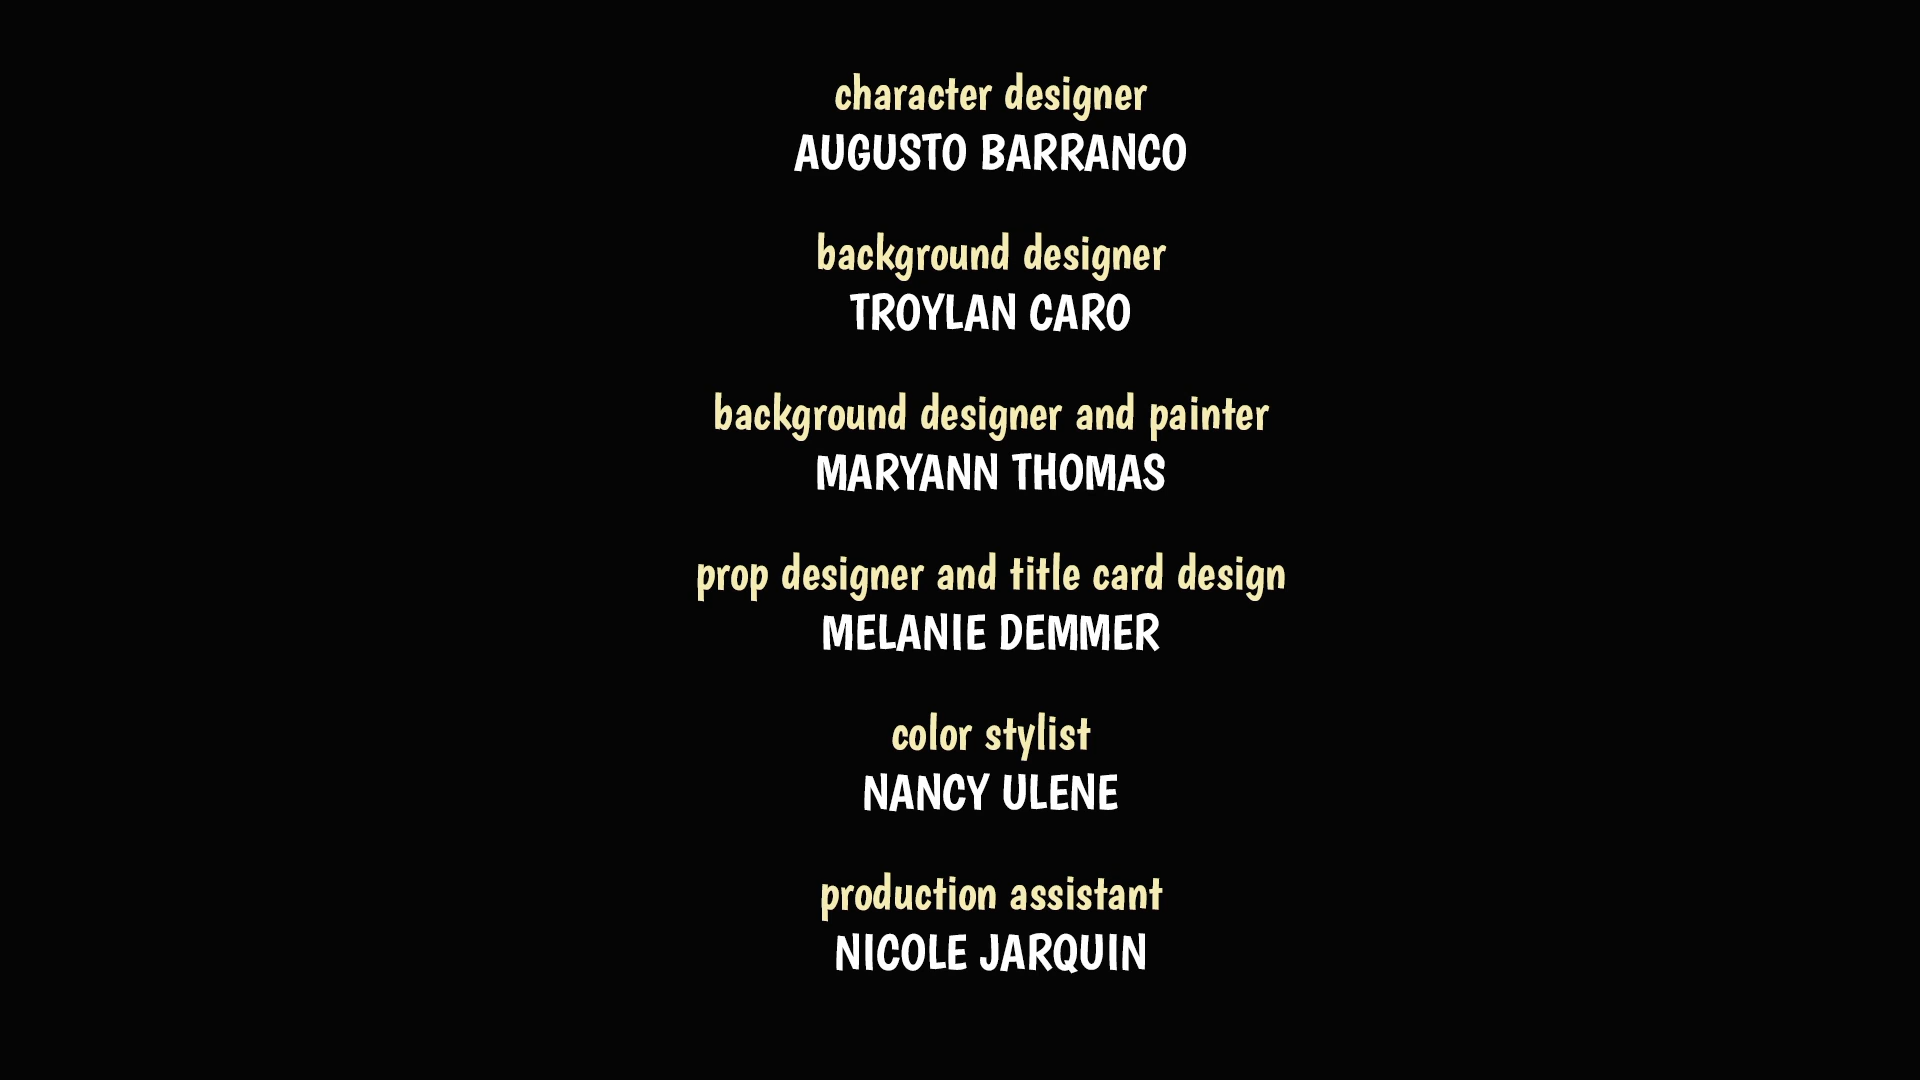 character designer
AUGUSTO BARRANCO
background designer
TROYLAN CARO
background designer and painter
MARYANN THOMAS
prop designer and title card design
MELANIE DEMMER
color stylist
NANCY ULENE
production assistant
NICOLE JARQUIN